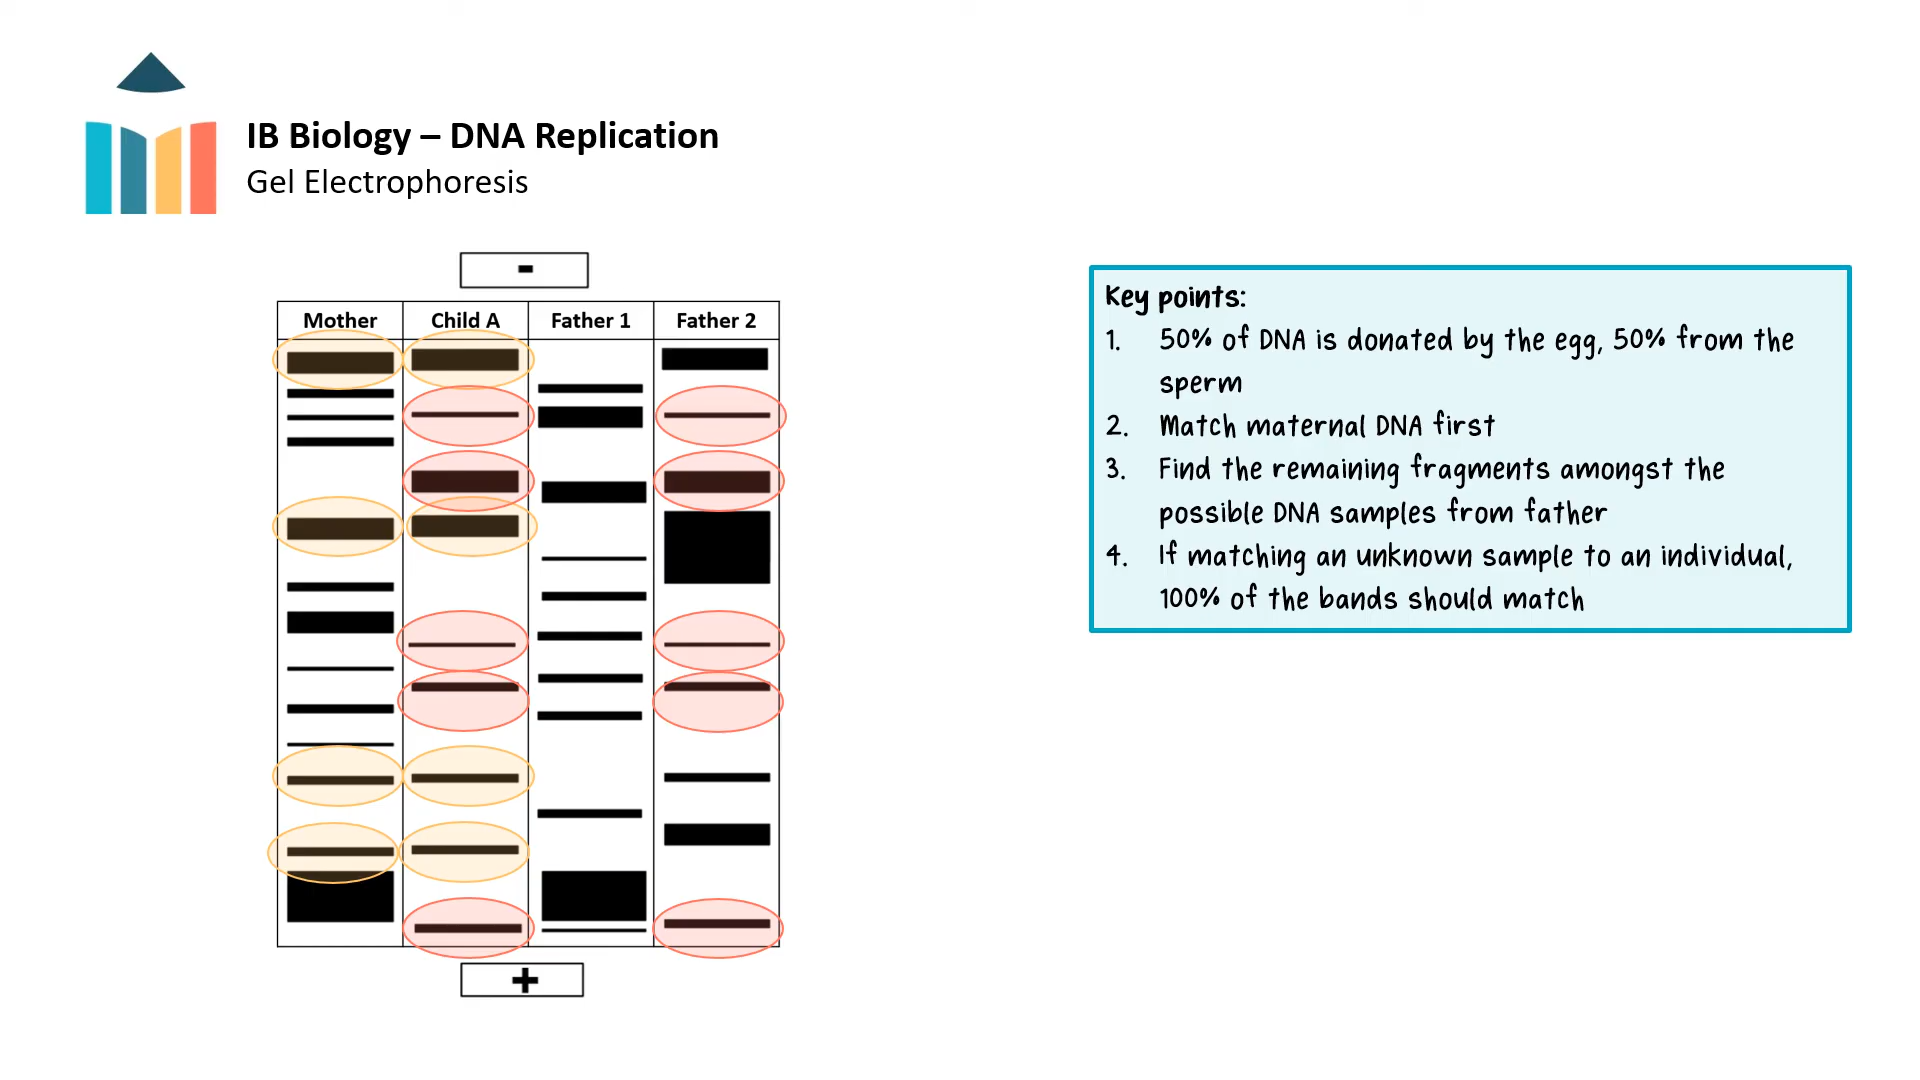 IB Biology – DNA Replication
Gel Electrophoresis
-
Mother Child A Father 1 Father 2
+
Key points:
1. 50% of DNA is donated by the egg, 50% from the
sperm
2. Match maternal DNA first
3. Find the remaining fragments amongst the
possible DNA samples from father
4. If matching an unknown sample to an individual,
100% of the bands should match